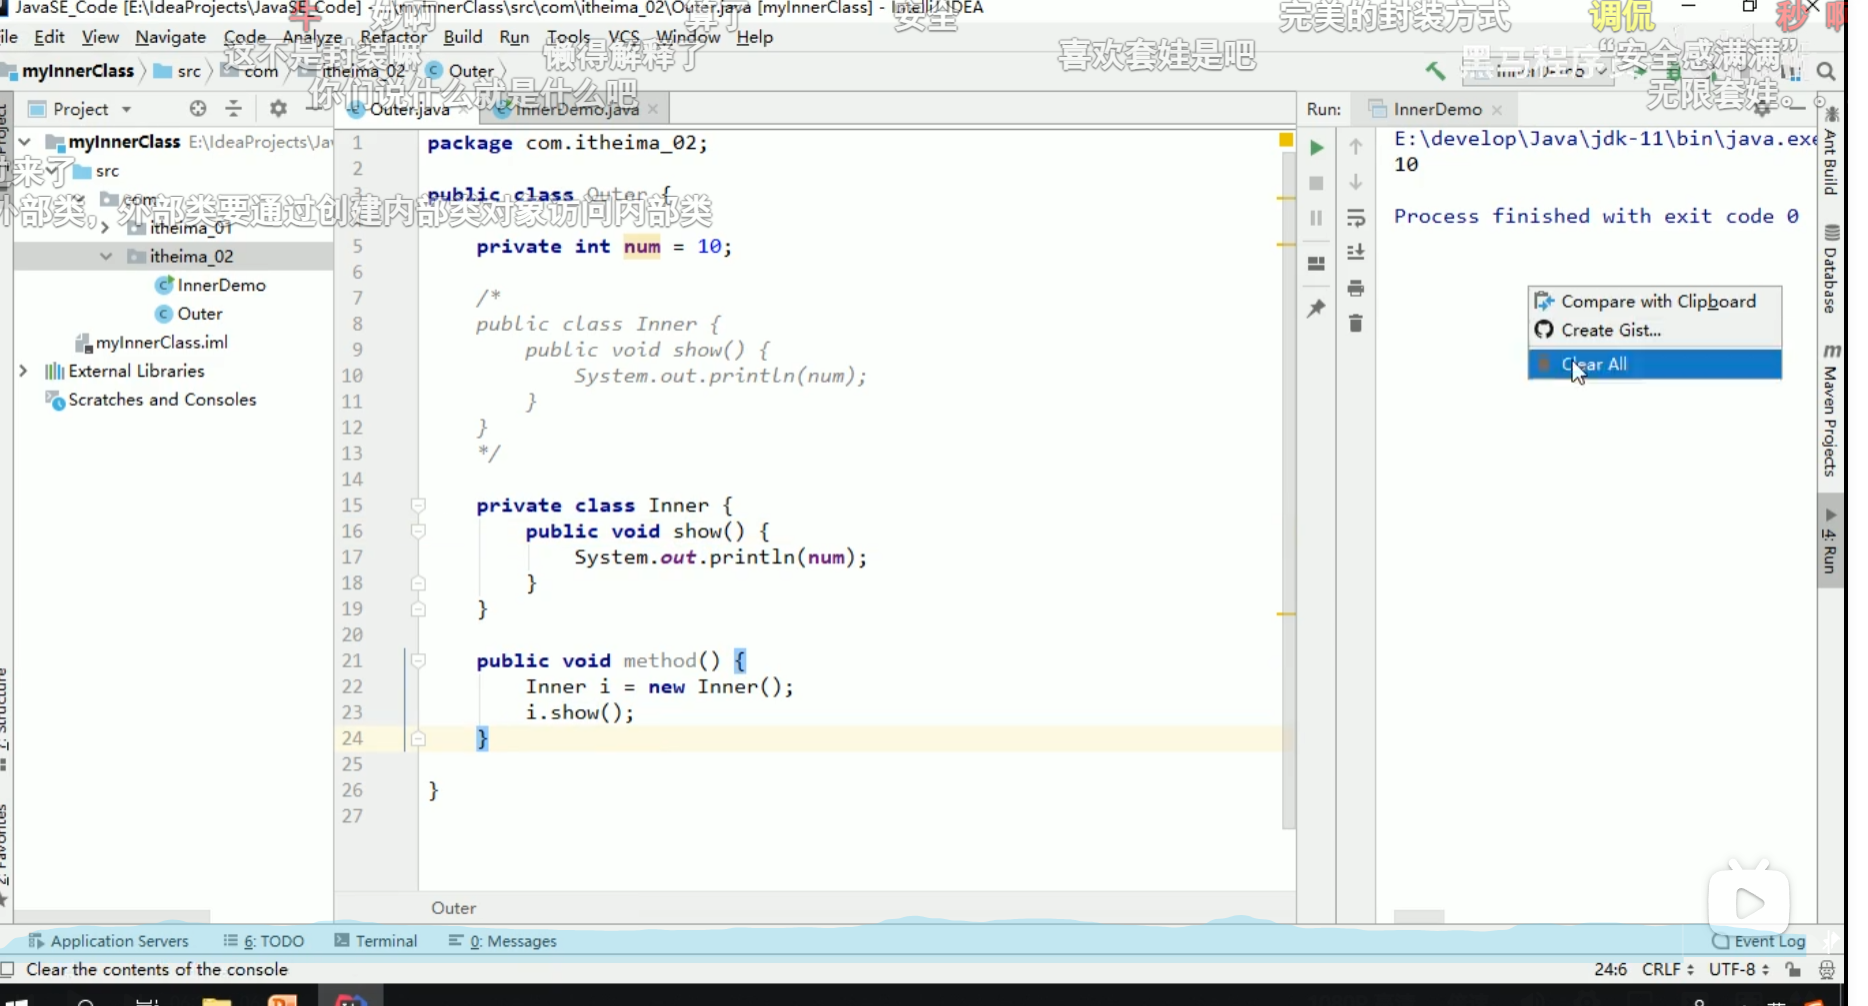 JavaSE_Code [E:\IdeaProjects\JavaSE_Code] - ...\myInnerClass\src\com\itheima_02\Outer.java [myInnerClass] - IntelliJ IDEA
牛
妙啊
算了
安全
完美的封装方式
调侃
秒 啊
Edit View Navigate Code Analyze Refactor Build Run Tools VCS Window Help
这不是封装嘛
懒得解释了
喜欢套娃是吧
黑马程序
“安全感满满”
myInnerClass src com itheima_02 Outer
InnerDemo
你们说什么就是什么吧
无限套娃。。
Project
Outer.java
InnerDemo.java
Run: InnerDemo
myInnerClass E:\IdeaProjects\Ja
src
过来了
com
外部类，外部类要通过创建内部类对象访问内部类
itheima_01
itheima_02
InnerDemo
Outer
myInnerClass.iml
External Libraries
Scratches and Consoles
1 package com.itheima_02;
2
3 public class Outer {
5 private int num = 10;
6
7 /*
8 public class Inner {
9 public void show() {
10 System.out.println(num);
11 }
12 }
13 */
14
15 private class Inner {
16 public void show() {
17 System.out.println(num);
18 }
19 }
20
21 public void method() {
22 Inner i = new Inner();
23 i.show();
24 }
25
26 }
27
Outer
E:\develop\Java\jdk-11\bin\java.exe
10
Process finished with exit code 0
Compare with Clipboard
Create Gist...
Clear All
Ant Build
Database
Maven Projects
4: Run
Application Servers 6: TODO Terminal 0: Messages Event Log
Clear the contents of the console 24:6 CRLF UTF-8